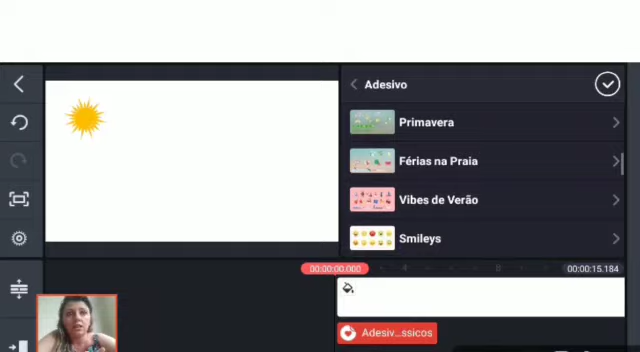 Adesivo
Primavera
Férias na Praia
Vibes de Verão
Smileys
00:00:00.000
00:00:15.184
Adesiv...ssicos